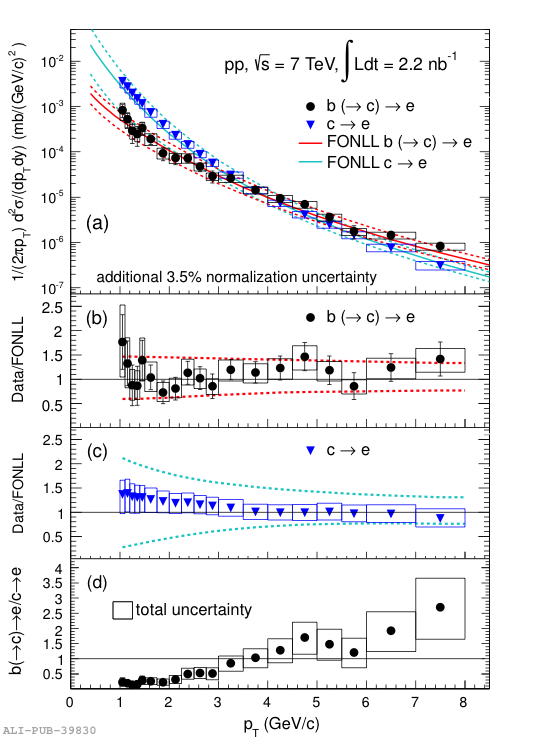 pp, √s = 7 TeV, ∫Ldt = 2.2 nb⁻¹
b (→ c) → e
c → e
FONLL b (→ c) → e
FONLL c → e
1/(2πp_T) d²σ/(dp_Tdy) (mb/(GeV/c)²)
10⁻²
10⁻³
10⁻⁴
10⁻⁵
10⁻⁶
10⁻⁷
(a)
additional 3.5% normalization uncertainty
Data/FONLL
2.5
2
1.5
1
0.5
(b)
b (→ c) → e
Data/FONLL
2.5
2
1.5
1
0.5
(c)
c → e
b(→c)→e/c→e
4
3.5
3
2.5
2
1.5
1
0.5
(d)
total uncertainty
0 1 2 3 4 5 6 7 8
p_T (GeV/c)
ALI-PUB-39830